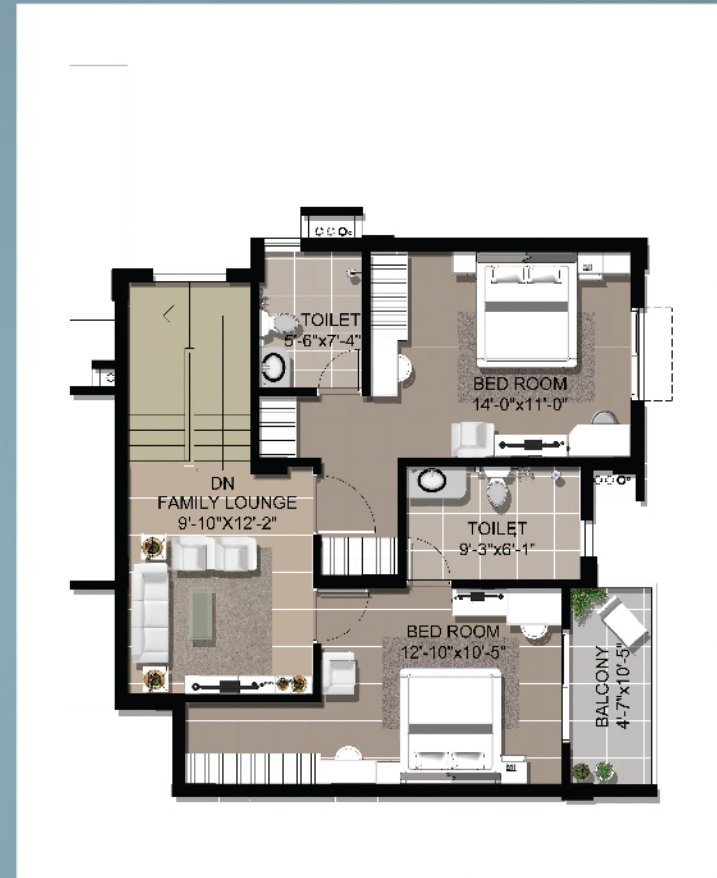 TOILET
5'-6"x7'-4"
BED ROOM
14'-0"x11'-0"
DN
FAMILY LOUNGE
9'-10"X12'-2"
TOILET
9'-3"x6'-1"
BED ROOM
12'-10"x10'-5"
BALCONY
4'-7"x10'-5"